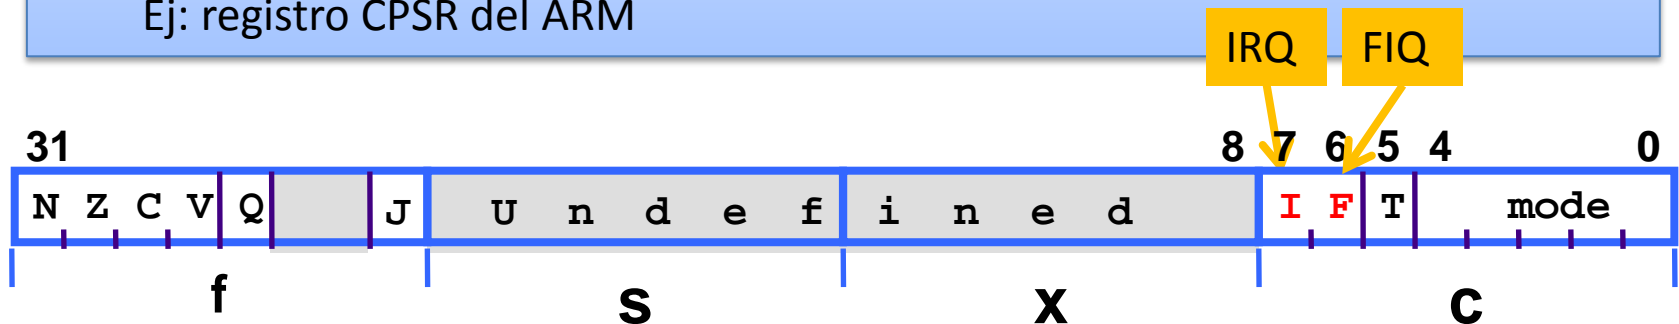 Ej: registro CPSR del ARM
IRQ FIQ
31 8 7 6 5 4 0
N Z C V Q J U n d e f i n e d I F T mode
f s x c